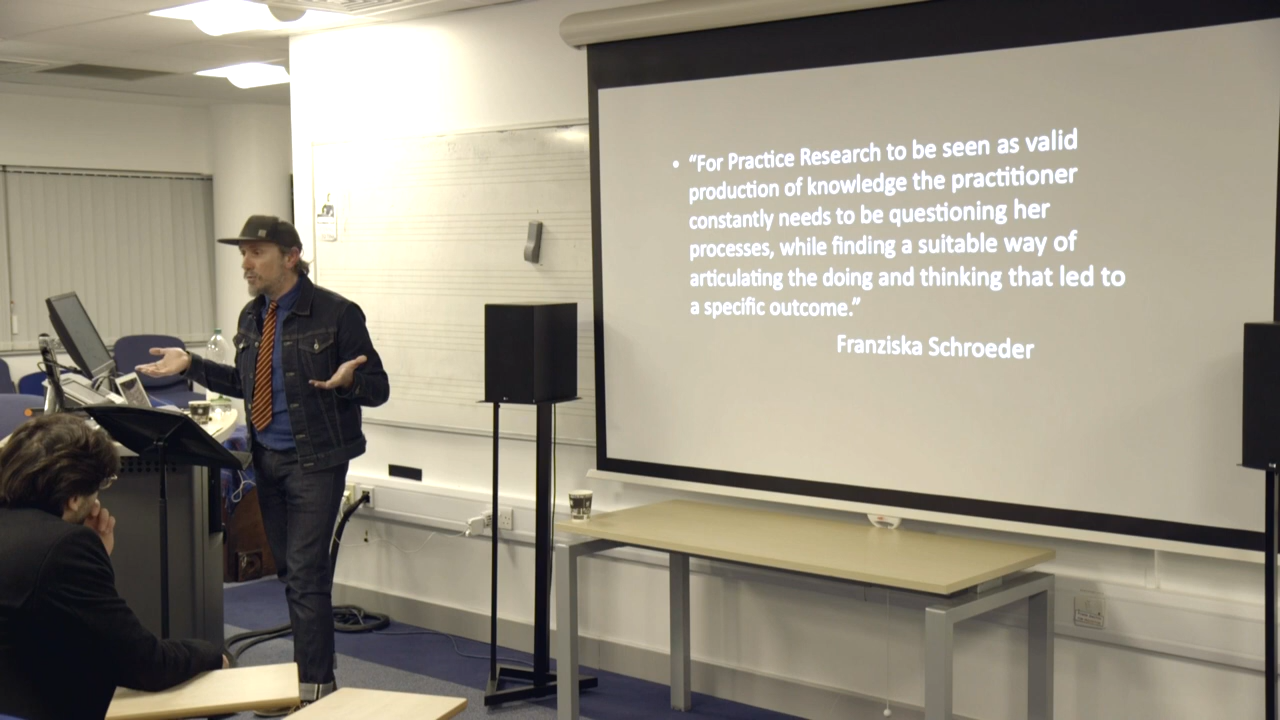 • “For Practice Research to be seen as valid
production of knowledge the practitioner
constantly needs to be questioning her
processes, while finding a suitable way of
articulating the doing and thinking that led to
a specific outcome.”
Franziska Schroeder